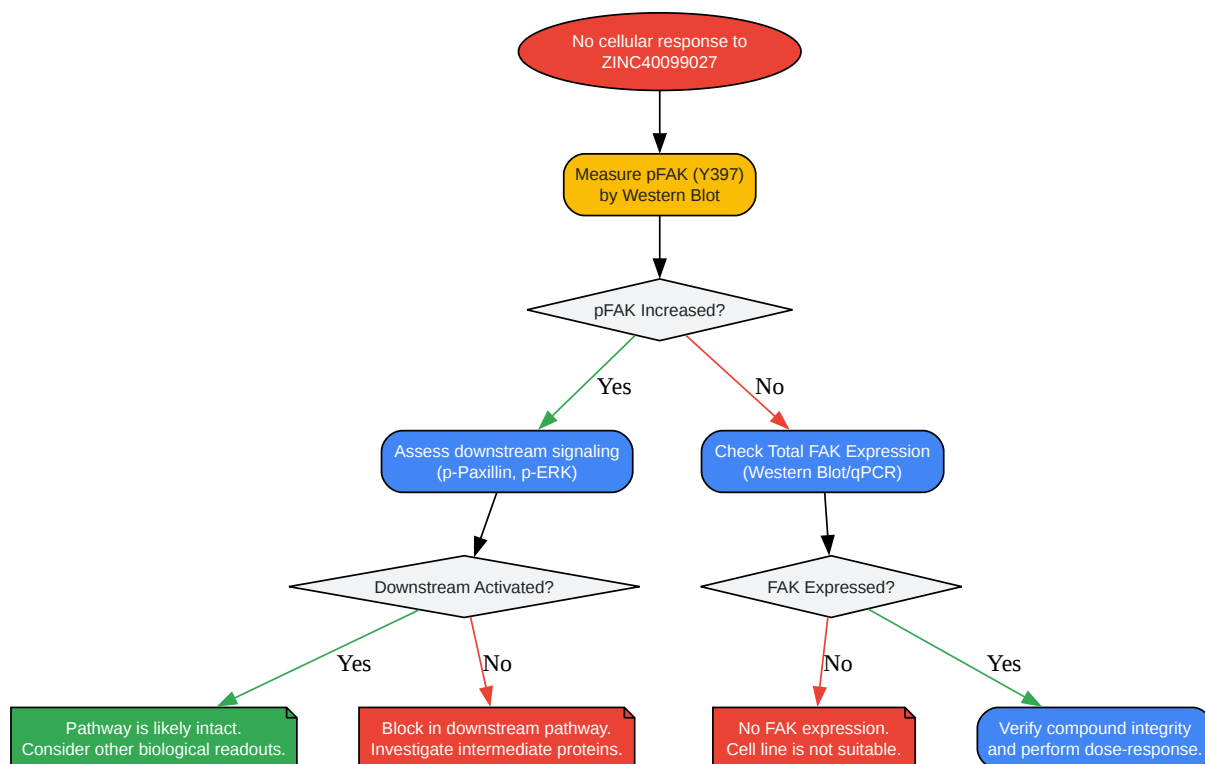 No cellular response to
ZINC40099027
Measure pFAK (Y397)
by Western Blot
pFAK Increased?
Yes
No
Assess downstream signaling
(p-Paxillin, p-ERK)
Check Total FAK Expression
(Western Blot/qPCR)
Downstream Activated?
FAK Expressed?
Yes
No
No
Yes
Pathway is likely intact.
Consider other biological readouts.
Block in downstream pathway.
Investigate intermediate proteins.
No FAK expression.
Cell line is not suitable.
Verify compound integrity
and perform dose-response.